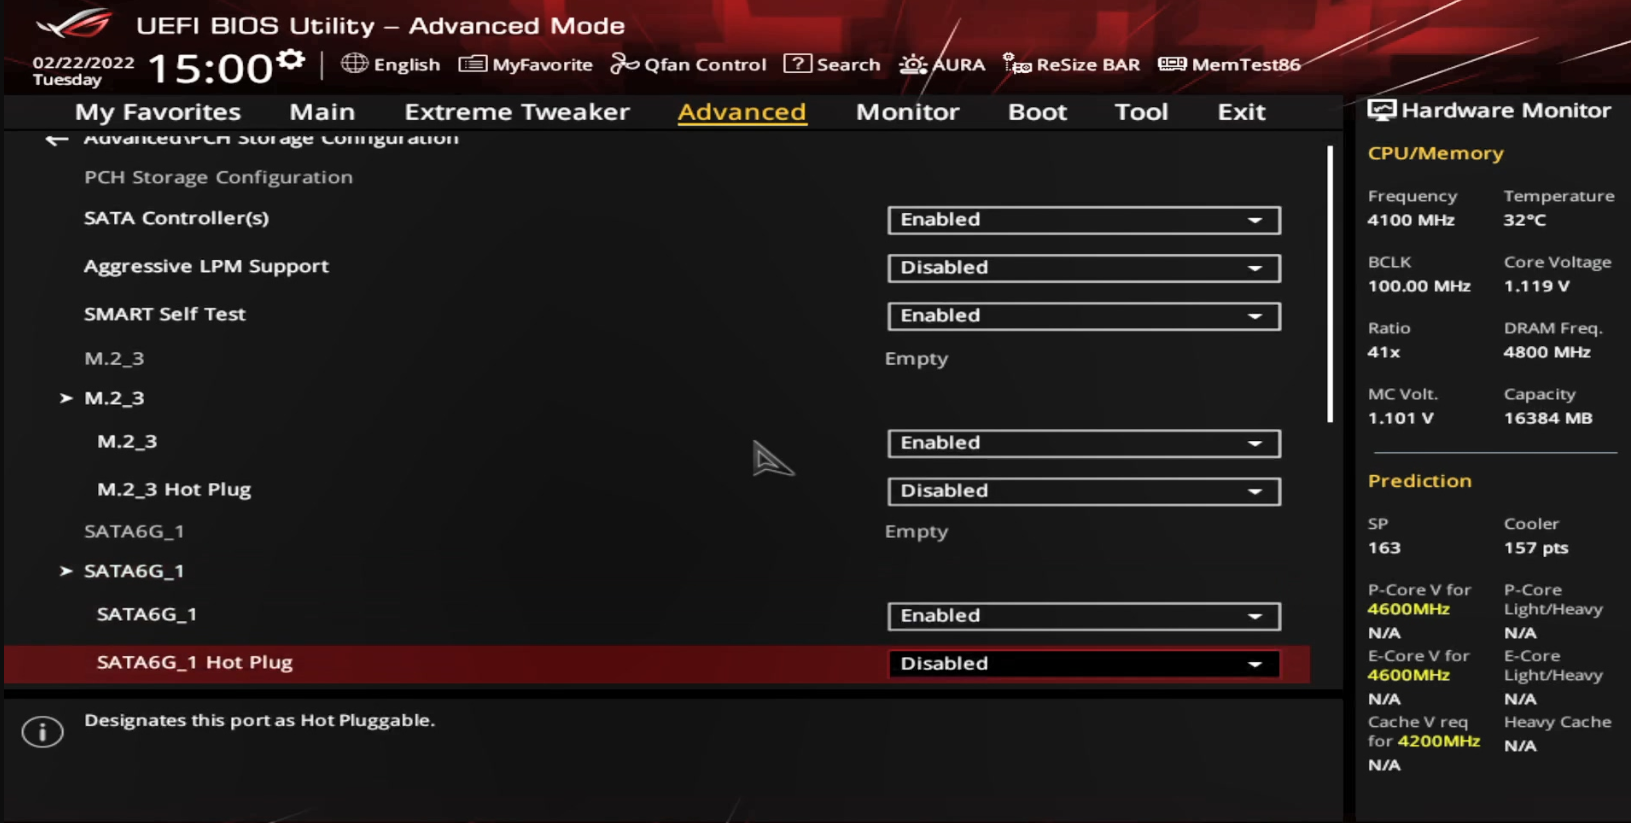 UEFI BIOS Utility – Advanced Mode
02/22/2022
Tuesday
15:00
English
MyFavorite
Qfan Control
? Search
AURA
ReSize BAR
MemTest86
My Favorites
Main
Extreme Tweaker
Advanced
Monitor
Boot
Tool
Exit
Advanced\PCH Storage Configuration
PCH Storage Configuration
SATA Controller(s) Enabled
Aggressive LPM Support Disabled
SMART Self Test Enabled
M.2_3 Empty
M.2_3
M.2_3 Enabled
M.2_3 Hot Plug Disabled
SATA6G_1 Empty
SATA6G_1
SATA6G_1 Enabled
SATA6G_1 Hot Plug Disabled
i Designates this port as Hot Pluggable.
Hardware Monitor
CPU/Memory
Frequency Temperature
4100 MHz 32°C
BCLK Core Voltage
100.00 MHz 1.119 V
Ratio DRAM Freq.
41x 4800 MHz
MC Volt. Capacity
1.101 V 16384 MB
Prediction
SP Cooler
163 157 pts
P-Core V for P-Core
4600MHz Light/Heavy
N/A N/A
E-Core V for E-Core
4600MHz Light/Heavy
N/A N/A
Cache V req Heavy Cache
for 4200MHz N/A
N/A